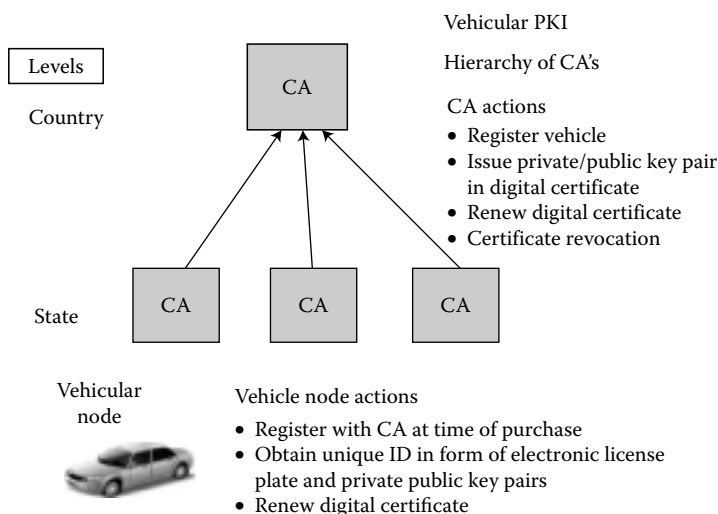 Vehicular PKI
Levels
Hierarchy of CA's
CA
Country
CA actions
• Register vehicle
• Issue private/public key pair
in digital certificate
• Renew digital certificate
• Certificate revocation
State
CA
CA
CA
Vehicular
node
Vehicle node actions
• Register with CA at time of purchase
• Obtain unique ID in form of electronic license
plate and private public key pairs
• Renew digital certificate